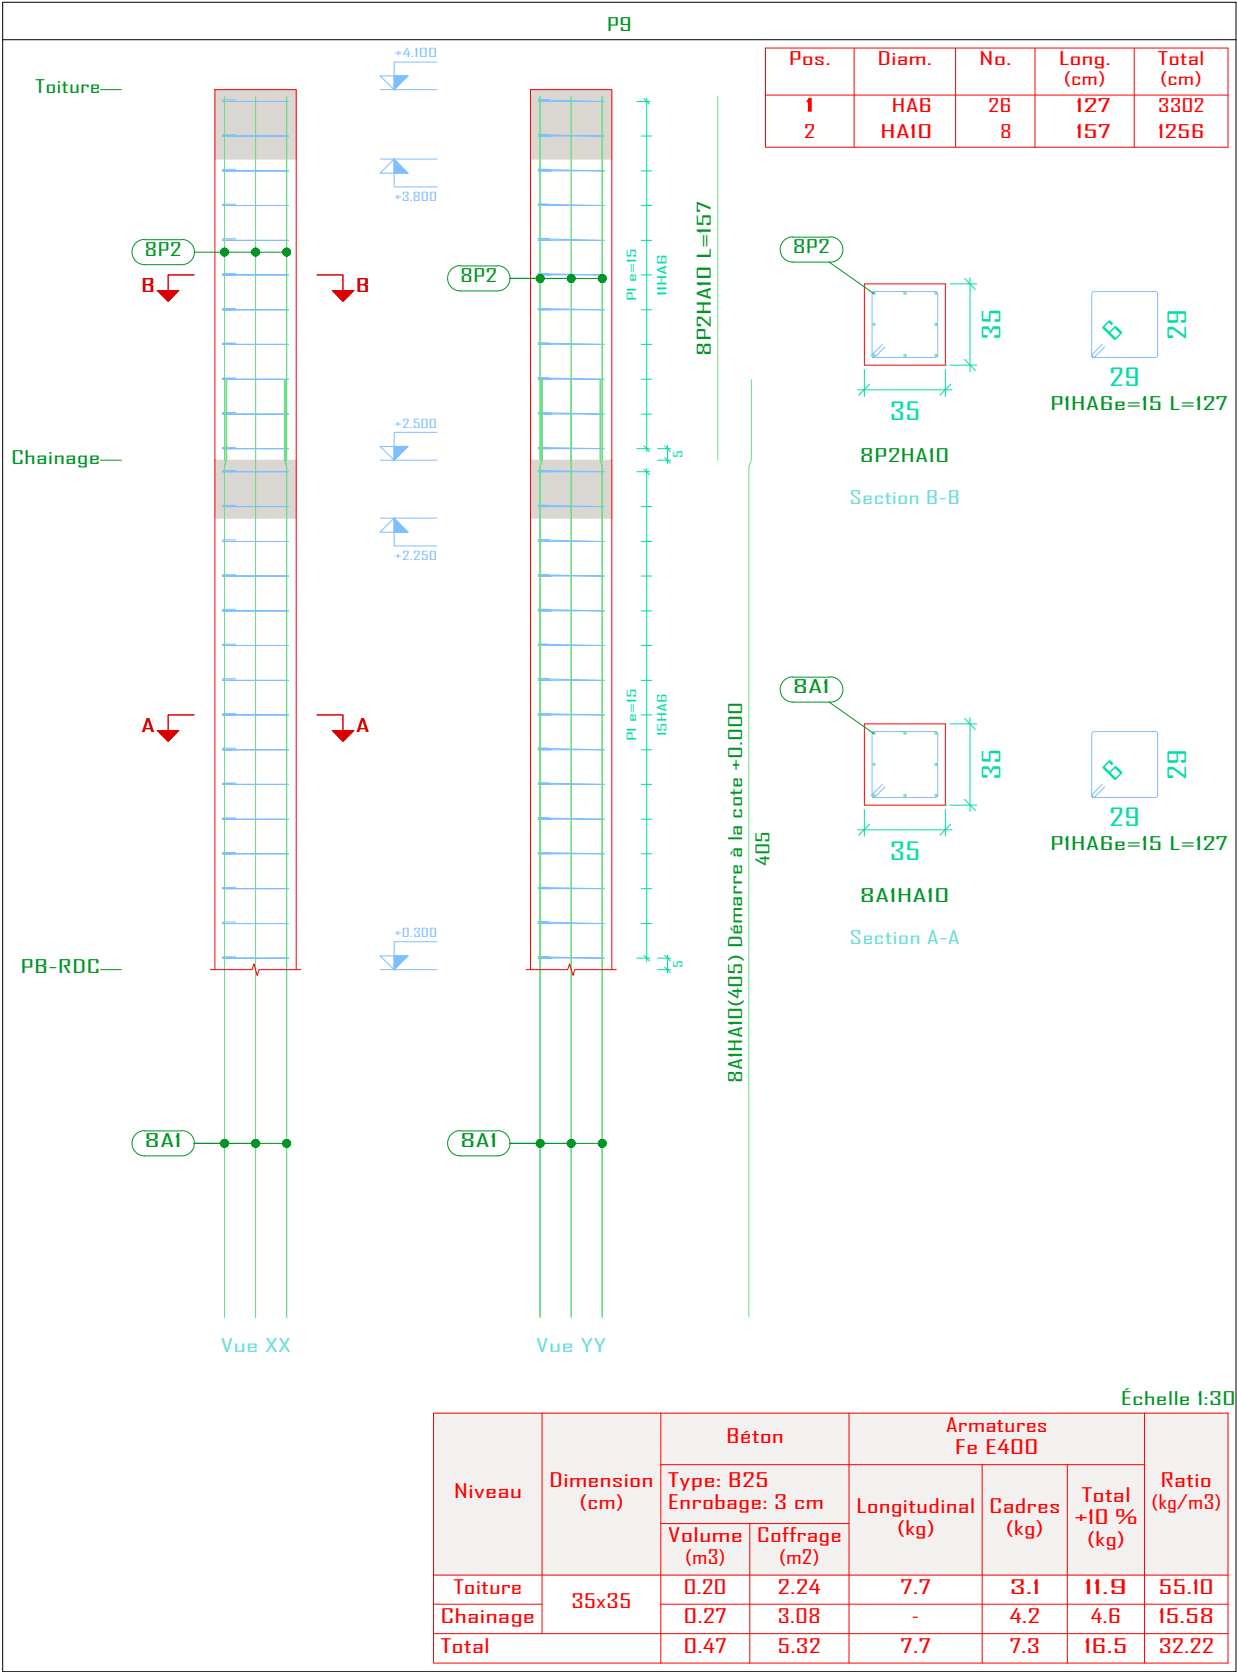 P9
Toiture
+4.100
+3.800
Pos. Diam. No. Long. (cm) Total (cm)
1 HA6 26 127 3302
2 HA10 8 157 1256
8P2
B B
8P2
P1 e=15
11HA6
8P2HA10 L=157
8P2
35
35
8P2HA10
Section B-B
6
29
29
P1HA6e=15 L=127
Chainage
+2.500
5
+2.250
A A
P1 e=15
15HA6
8A1HA10(405) Démarre à la cote +0.000
405
8A1
35
35
8A1HA10
Section A-A
6
29
29
P1HA6e=15 L=127
PB-RDC
+0.300
5
8A1
8A1
Vue XX
Vue YY
Échelle 1:30
Niveau
Dimension
(cm)
Béton
Type: B25
Enrobage: 3 cm
Volume
(m3)
Coffrage
(m2)
Armatures
Fe E400
Longitudinal
(kg)
Cadres
(kg)
Total
+10 %
(kg)
Ratio
(kg/m3)
Toiture 35x35 0.20 2.24 7.7 3.1 11.9 55.10
Chainage 0.27 3.08 - 4.2 4.6 15.58
Total 0.47 5.32 7.7 7.3 16.5 32.22